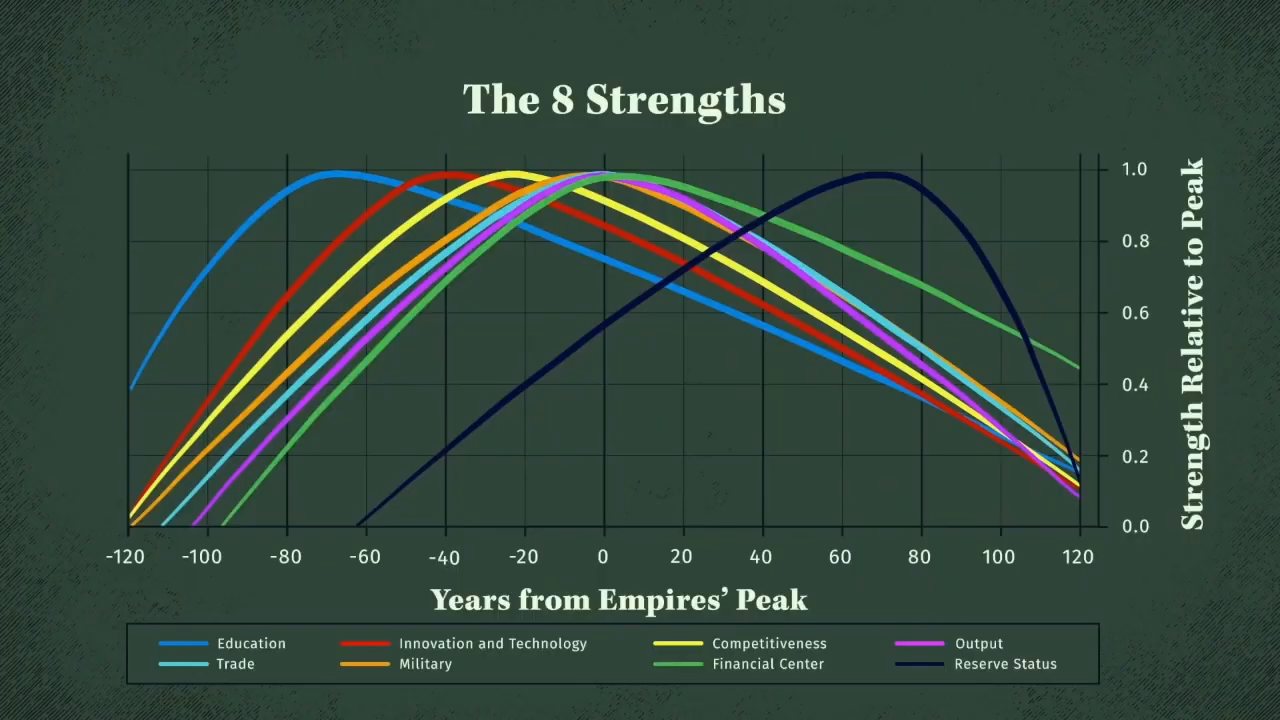 The 8 Strengths
1.0
0.8
0.6
0.4
0.2
0.0
Strength Relative to Peak
-120 -100 -80 -60 -40 -20 0 20 40 60 80 100 120
Years from Empires’ Peak
Education Innovation and Technology Competitiveness Output
Trade Military Financial Center Reserve Status